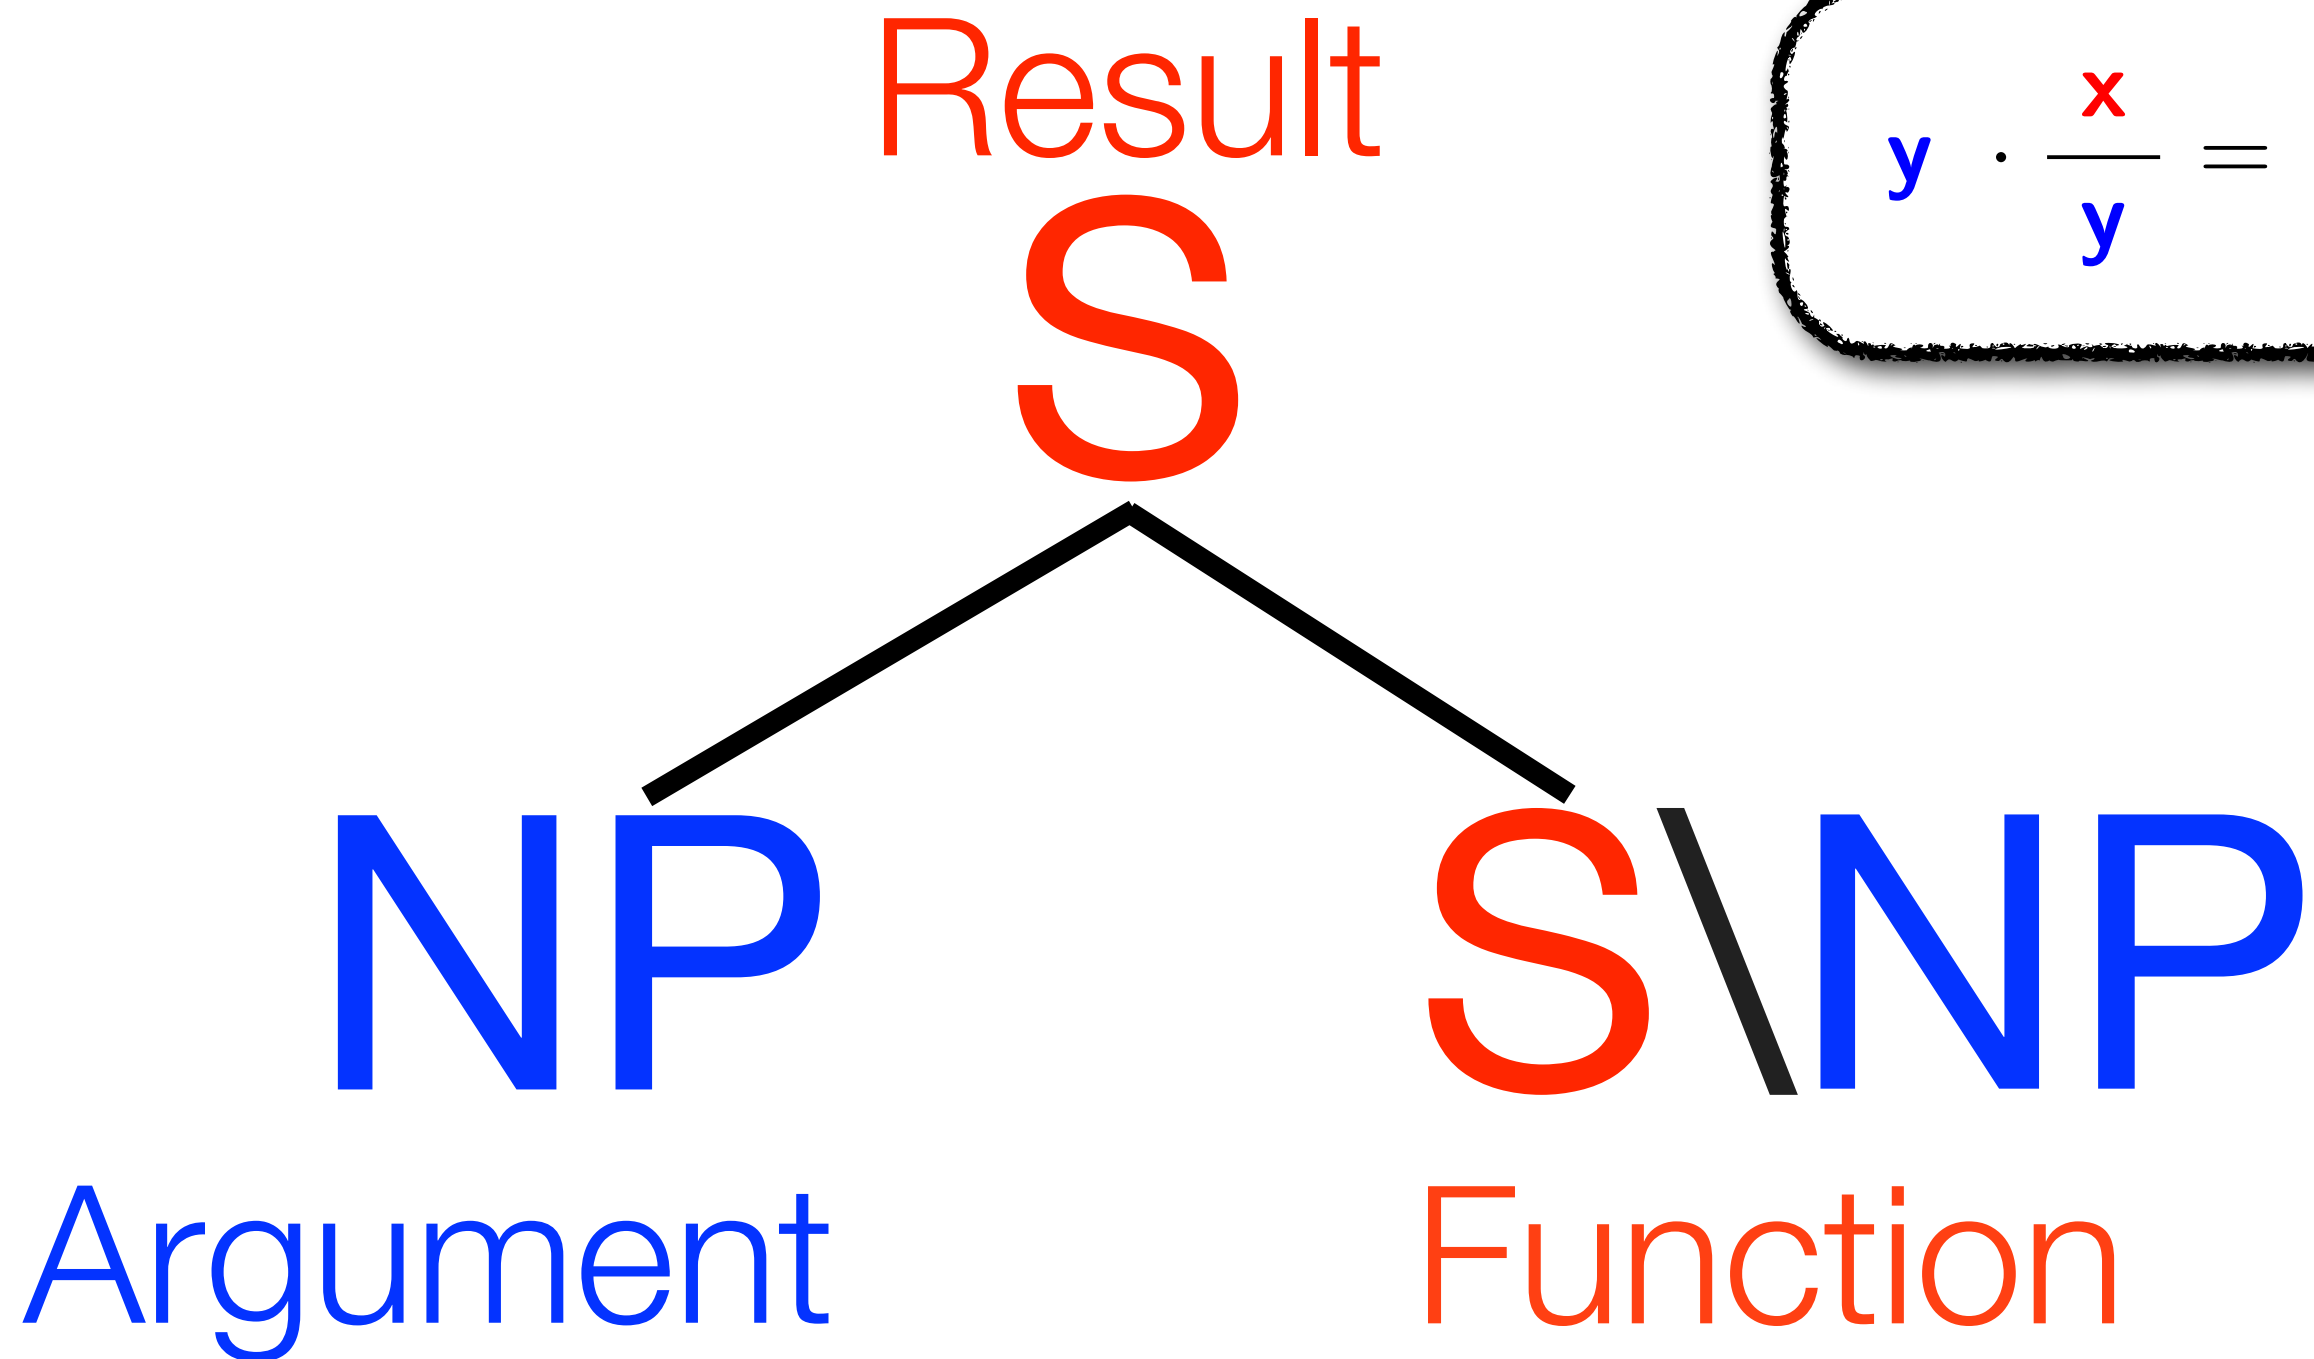 Result
S
y · x/y =
NP S\NP
Argument Function